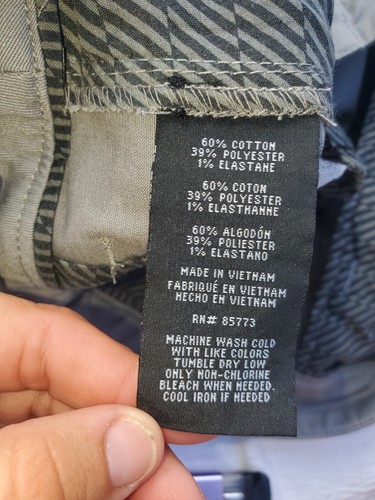 60% COTTON
39% POLYESTER
1% ELASTANE
60% COTON
39% POLYESTER
1% ELASTHANNE
60% ALGODÓN
39% POLIESTER
1% ELASTANO
MADE IN VIETNAM
FABRIQUÉ EN VIETNAM
HECHO EN VIETNAM
RN# 85773
MACHINE WASH COLD
WITH LIKE COLORS
TUMBLE DRY LOW
ONLY NON-CHLORINE
BLEACH WHEN NEEDED.
COOL IRON IF NEEDED